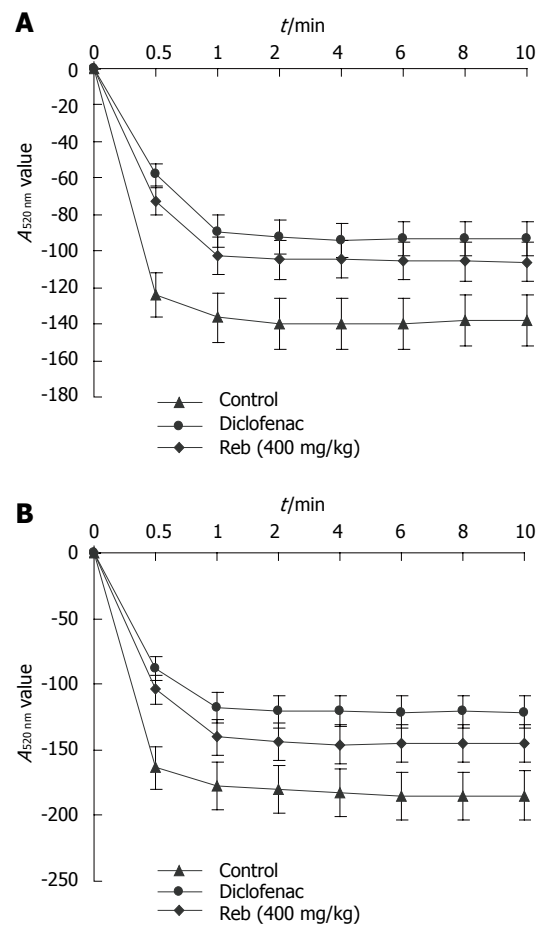 A
t/min
0 0.5 1 2 4 6 8 10
0
-20
-40
-60
-80
-100
-120
-140
-160
-180
A520 nm value
Control
Diclofenac
Reb (400 mg/kg)
B
t/min
0 0.5 1 2 4 6 8 10
0
-50
-100
-150
-200
-250
A520 nm value
Control
Diclofenac
Reb (400 mg/kg)